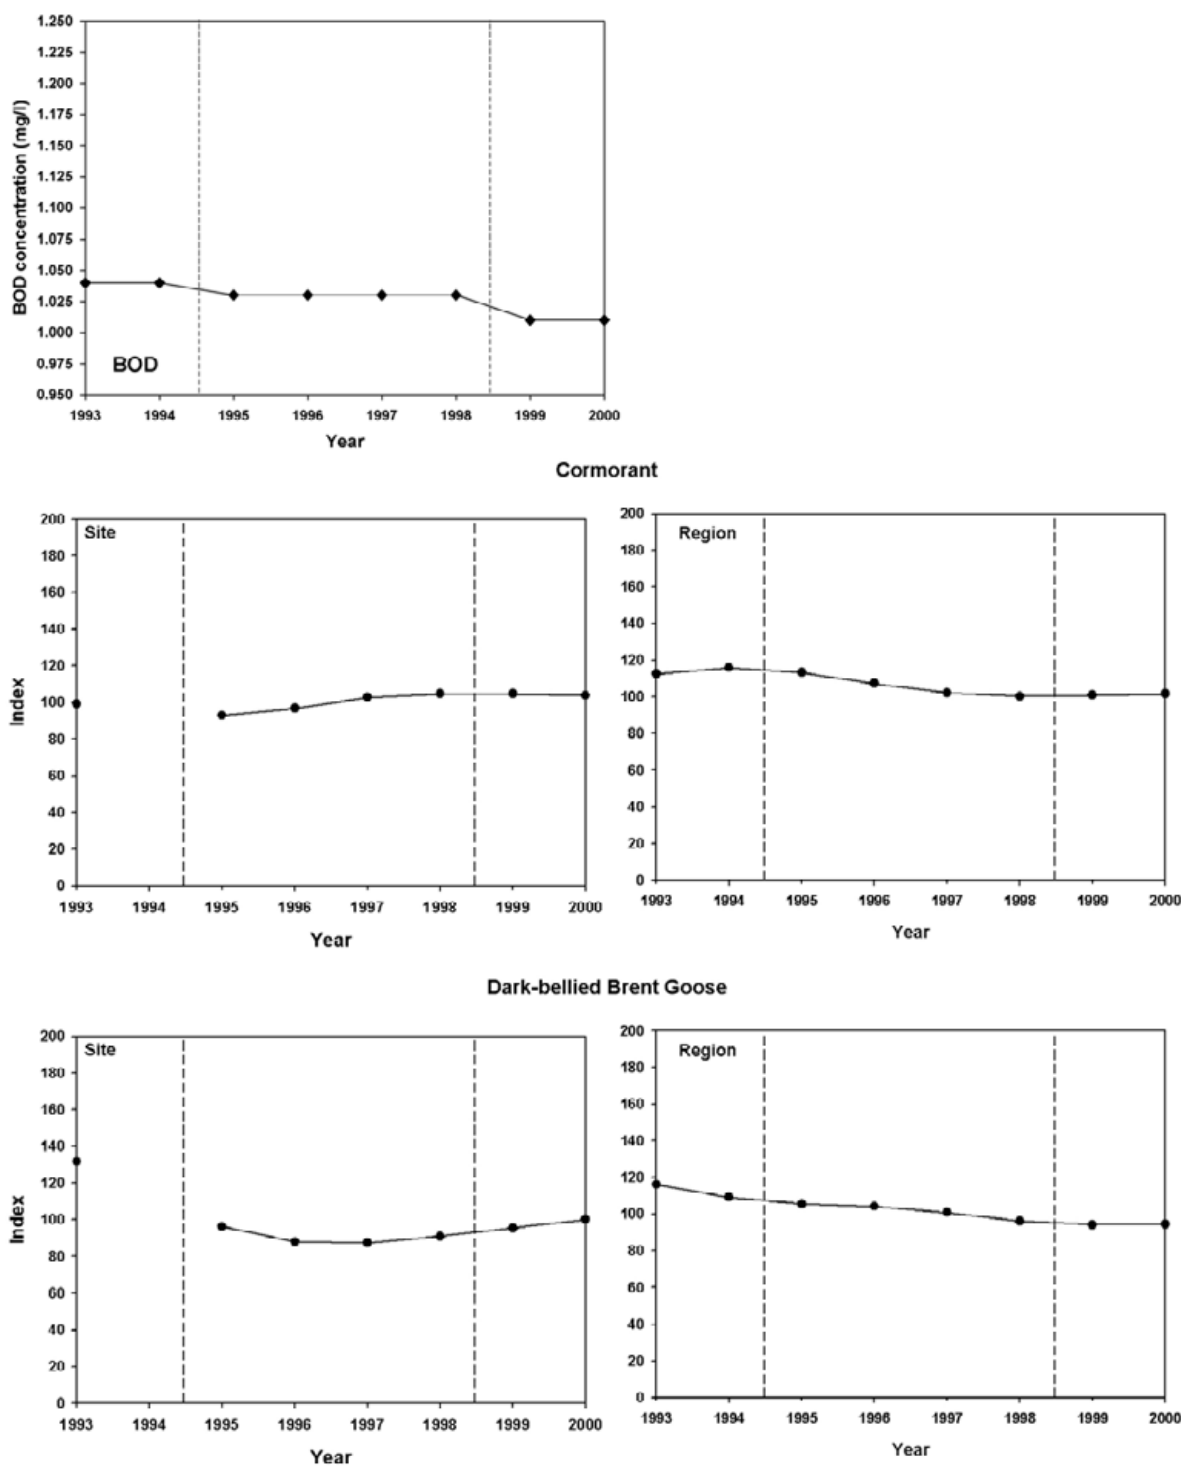 1.250
1.225
1.200
1.175
1.150
1.125
1.100
1.075
1.050
1.025
1.000
0.975
0.950
BOD concentration (mg/l)
BOD
1993 1994 1995 1996 1997 1998 1999 2000
Year
Cormorant
200
180
160
140
120
100
80
60
40
20
0
Index
Site
1993 1994 1995 1996 1997 1998 1999 2000
Year
200
180
160
140
120
100
80
60
40
20
0
Region
1993 1994 1995 1996 1997 1998 1999 2000
Year
Dark-bellied Brent Goose
200
180
160
140
120
100
80
60
40
20
0
Index
Site
1993 1994 1995 1996 1997 1998 1999 2000
Year
200
180
160
140
120
100
80
60
40
20
0
Region
1993 1994 1995 1996 1997 1998 1999 2000
Year